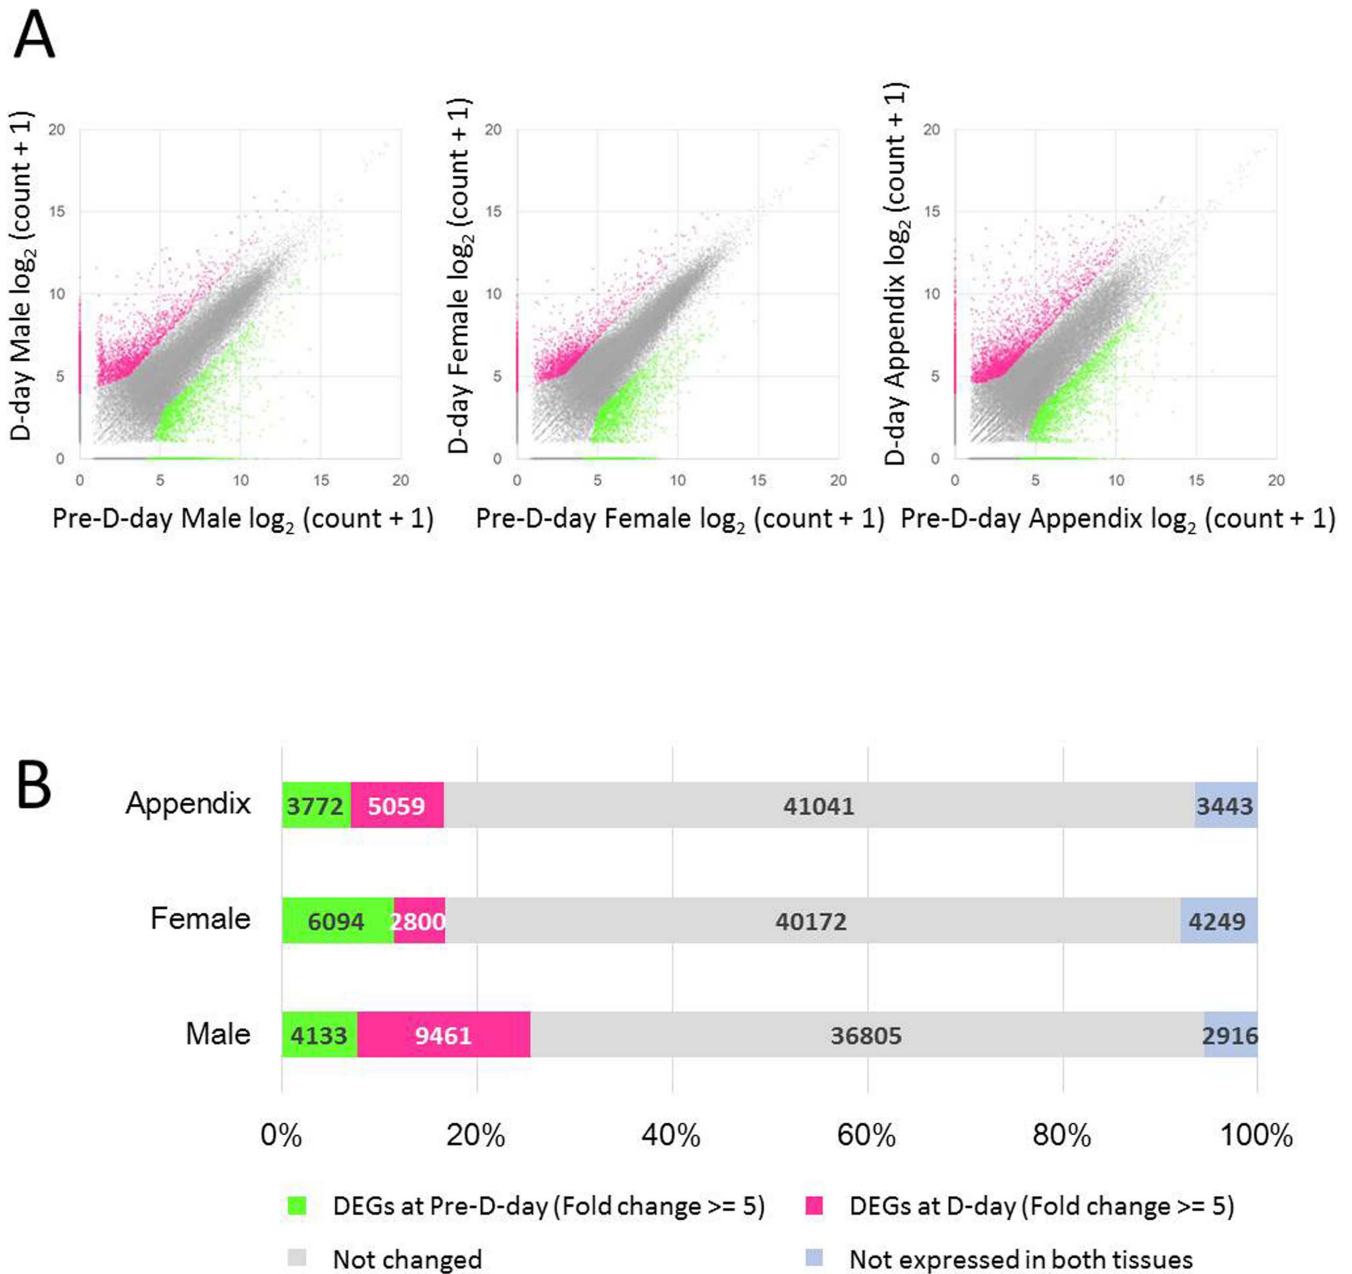 A
D-day Male log₂ (count + 1)
20
15
10
5
0
0 5 10 15 20
Pre-D-day Male log₂ (count + 1)
D-day Female log₂ (count + 1)
20
15
10
5
0
0 5 10 15 20
Pre-D-day Female log₂ (count + 1)
D-day Appendix log₂ (count + 1)
20
15
10
5
0
0 5 10 15 20
Pre-D-day Appendix log₂ (count + 1)
B
Appendix 3772 5059 41041 3443
Female 6094 2800 40172 4249
Male 4133 9461 36805 2916
0% 20% 40% 60% 80% 100%
DEGs at Pre-D-day (Fold change >= 5) DEGs at D-day (Fold change >= 5)
Not changed Not expressed in both tissues